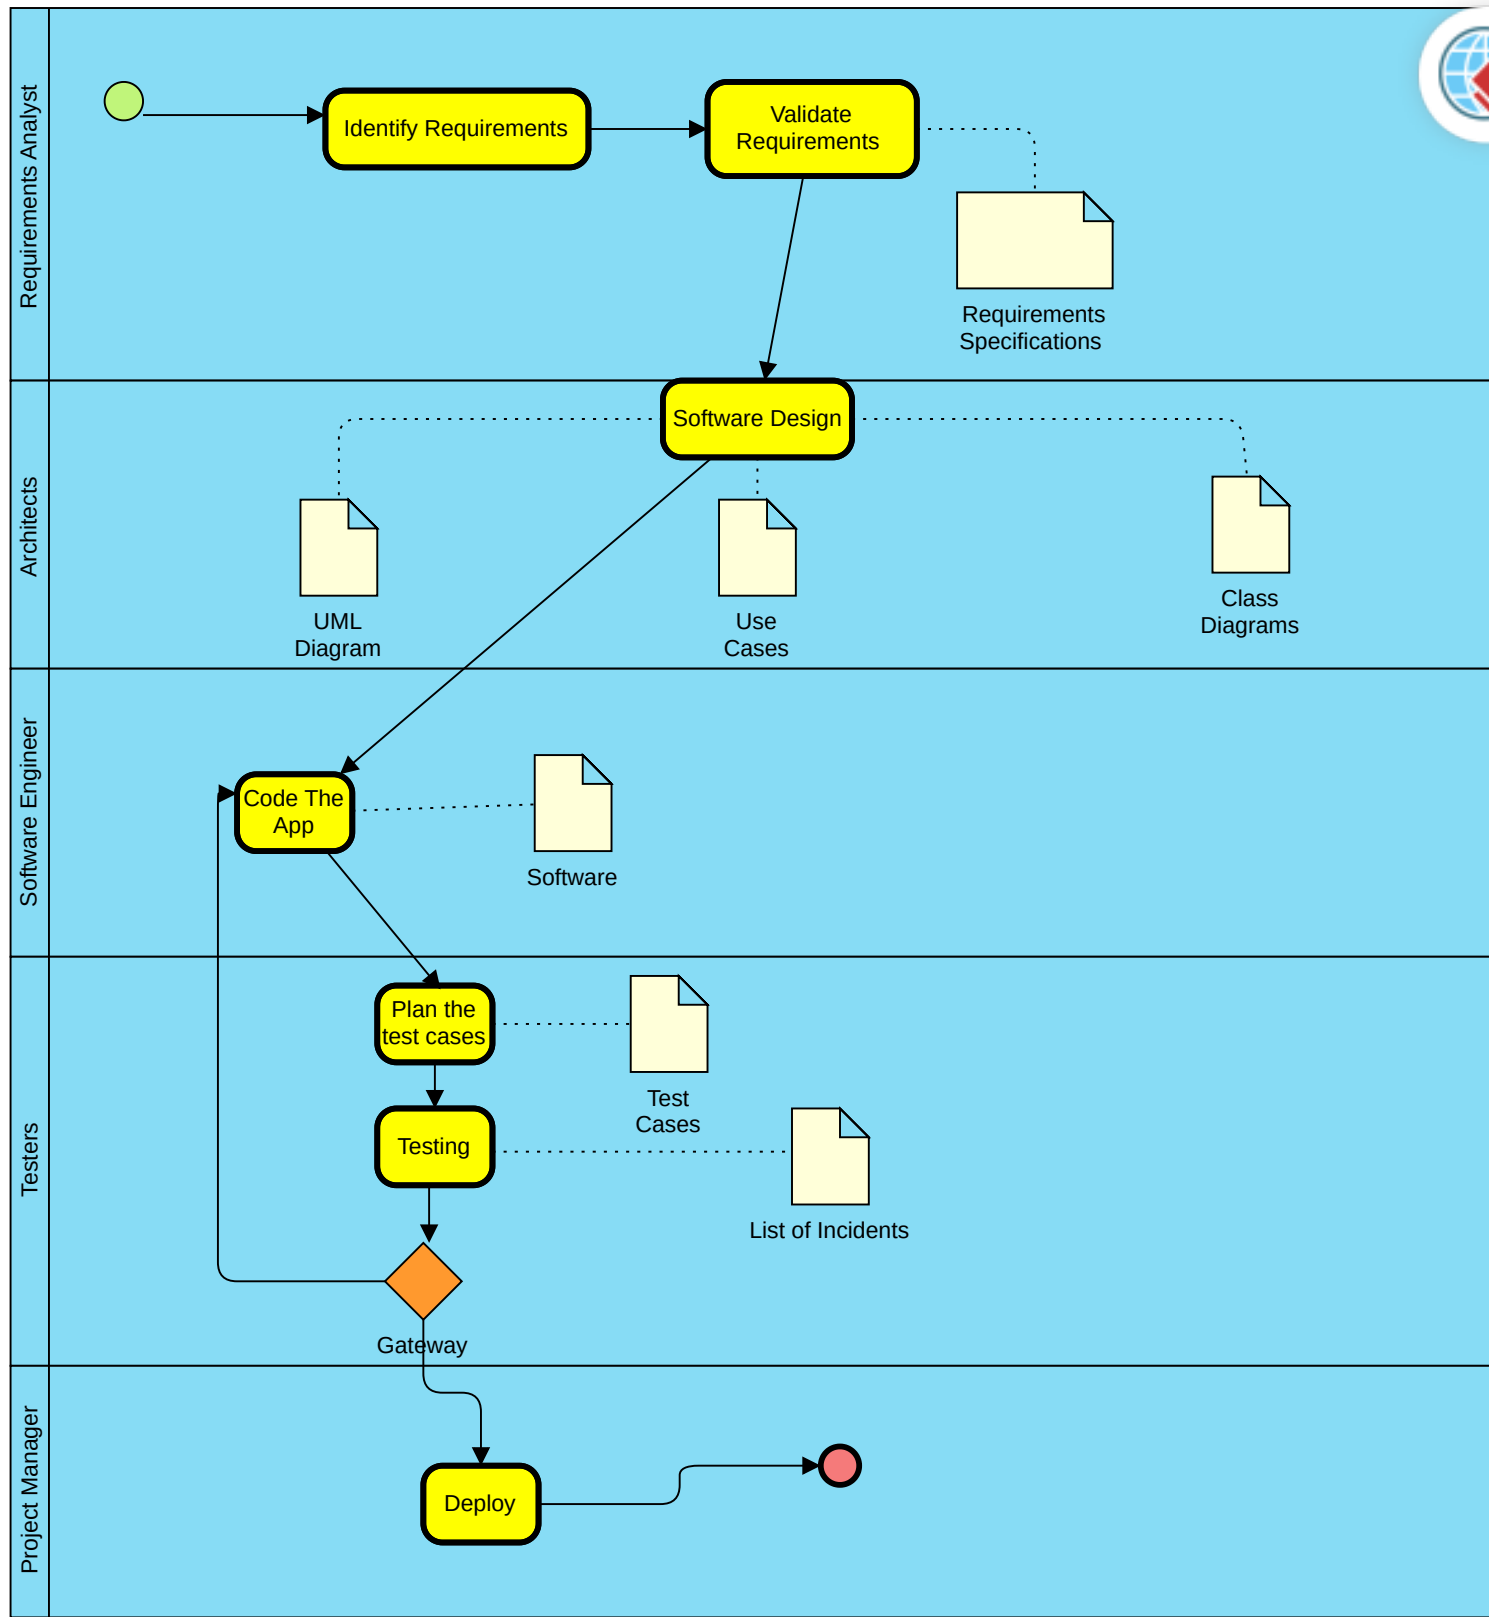 Requirements Analyst
Identify Requirements
Validate
Requirements
Requirements
Specifications
Architects
Software Design
UML
Diagram
Use
Cases
Class
Diagrams
Software Engineer
Code The
App
Software
Testers
Plan the
test cases
Test
Cases
Testing
List of Incidents
Gateway
Project Manager
Deploy